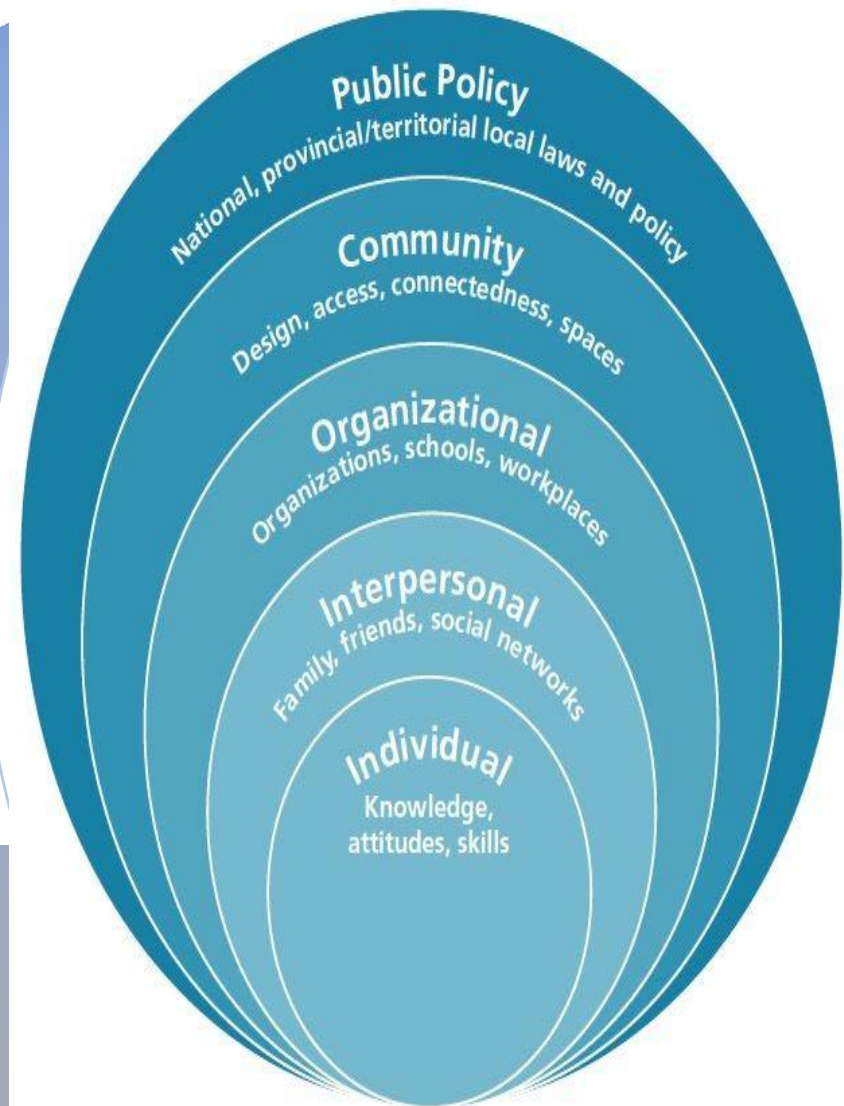 Public Policy
National, provincial/territorial local laws and policy
Community
Design, access, connectedness, spaces
Organizational
Organizations, schools, workplaces
Interpersonal
Family, friends, social networks
Individual
Knowledge,
attitudes, skills